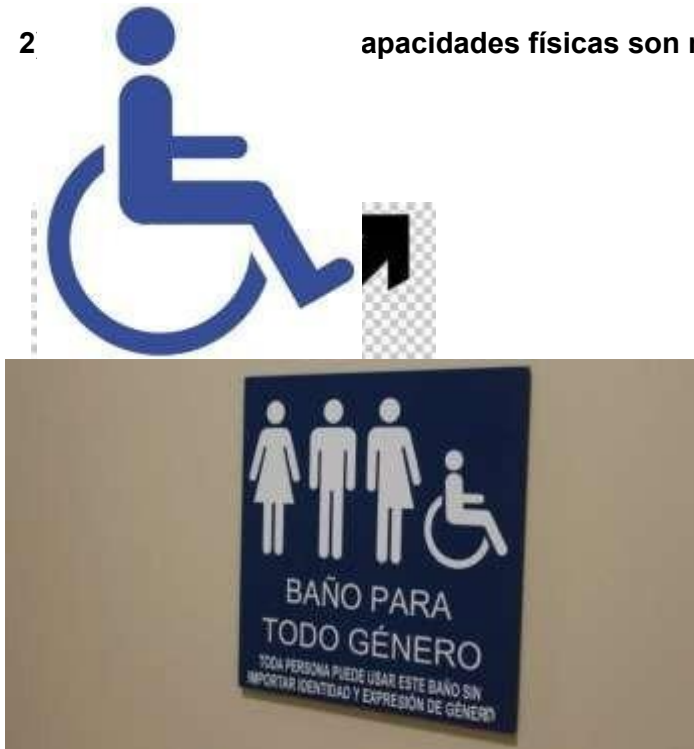 2 apacidades físicas son
BAÑO PARA
TODO GÉNERO
TODA PERSONA PUEDE USAR ESTE BAÑO SIN
IMPORTAR IDENTIDAD Y EXPRESIÓN DE GÉNERO